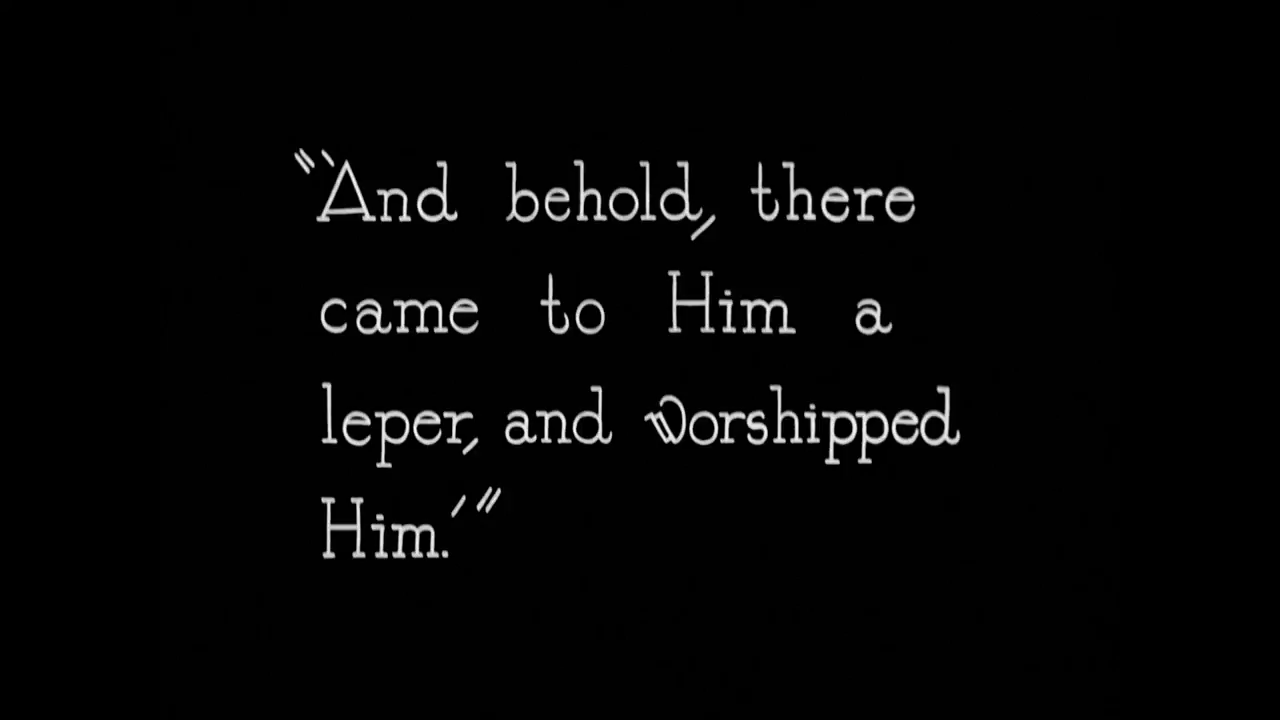 "'And behold, there
came to Him a
leper, and worshipped
Him.'"